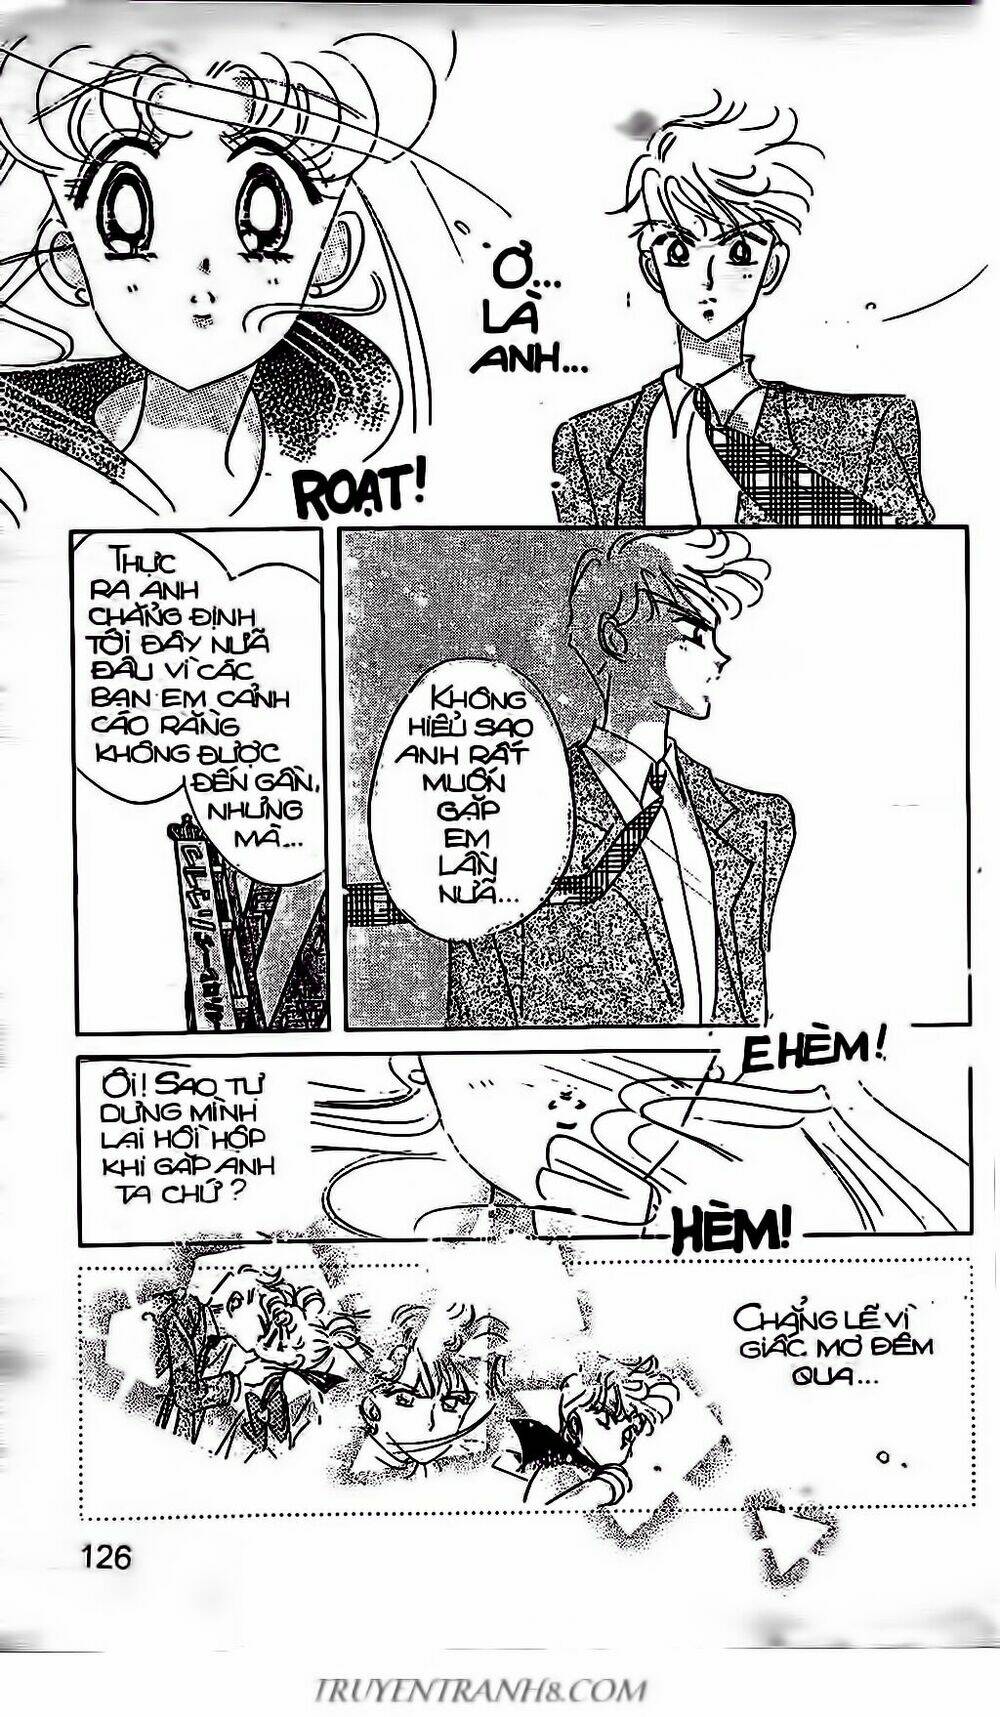 Ơ...
LÀ
ANH...
ROẠT!
THỰC
RA ANH
CHẲNG ĐỊNH
TỚI ĐÂY NỮA
ĐÂU VÌ CÁC
BẠN EM CẢNH
CÁO RẰNG
KHÔNG ĐƯỢC
ĐẾN GẦN,
NHƯNG
MÀ...
KHÔNG
HIỂU SAO
ANH RẤT
MUỐN
GẶP
EM
LẦN
NỮA...
E HÈM!
ÔI! SAO TỰ
DƯNG MÌNH
LẠI HỒI HỘP
KHI GẶP ANH
TA CHỨ?
HÈM!
CHẲNG LẼ VÌ
GIẤC MƠ ĐÊM
QUA...
126
TRUYENTRANH8.COM